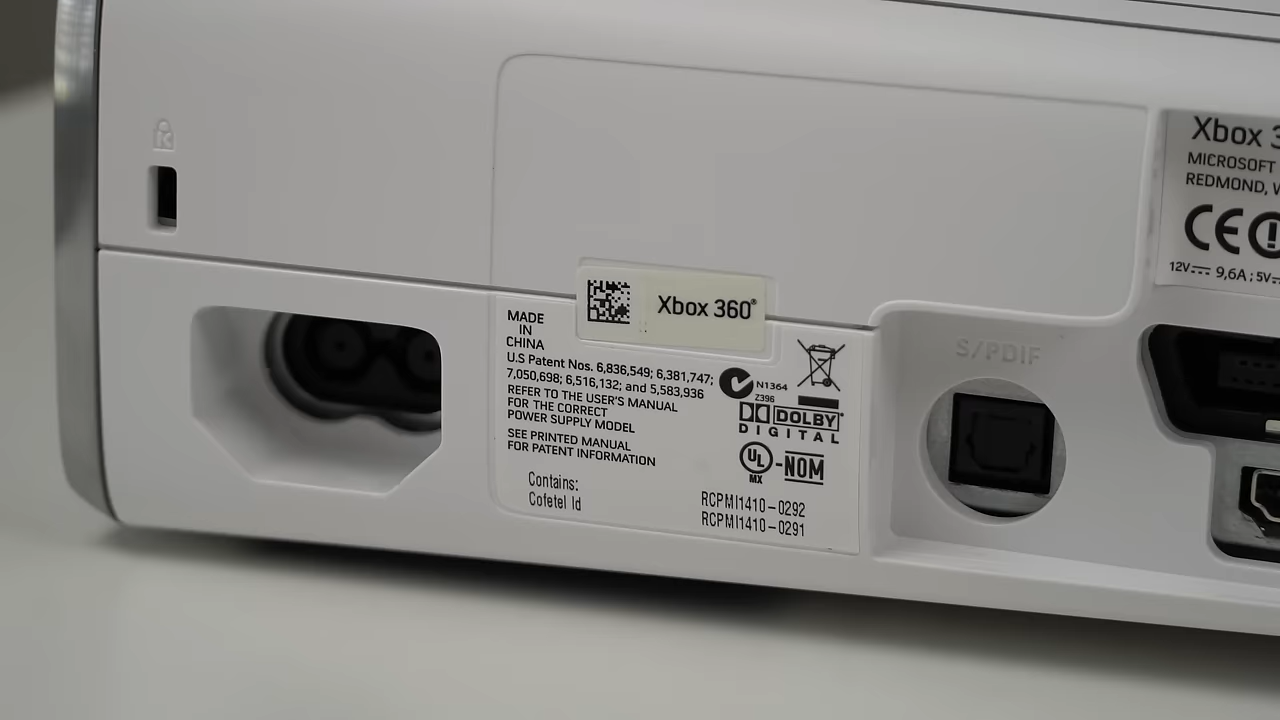 Xbox 3
MICROSOFT
REDMOND, W
CE
12V 9,6A ; 5V
Xbox 360®
MADE
IN
CHINA
U.S Patent Nos. 6,836,549; 6,381,747;
7,050,698; 6,516,132; and 5,583,936
REFER TO THE USER'S MANUAL
FOR THE CORRECT
POWER SUPPLY MODEL
SEE PRINTED MANUAL
FOR PATENT INFORMATION
Contains:
Cofetel Id
N1364
Z396
DOLBY
DIGITAL
UL-NOM
MX
RCPMI1410-0292
RCPMI1410-0291
S/PDIF